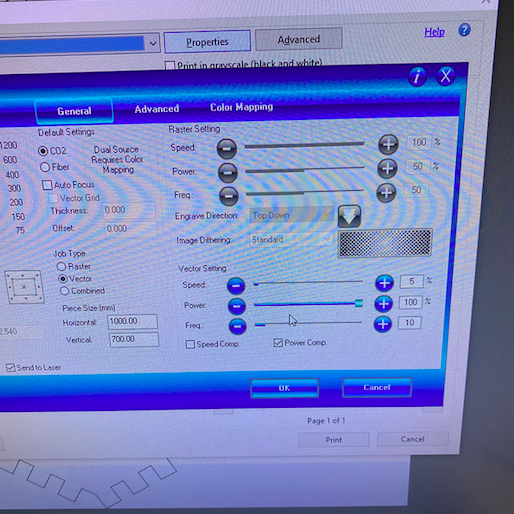 Help
Properties
Advanced
Print in grayscale (black and white)
General
Advanced
Color Mapping
1200
600
400
300
200
150
75
Default Settings
CO2
Fiber
Dual Source
Requires Color
Mapping
Auto Focus
Vector Grid
Thickness: 0.000
Offset: 0.000
Job Type
Raster
Vector
Combined
Piece Size (mm)
Horizontal: 1000.00
Vertical: 700.00
2.540
Send to Laser
Raster Setting
Speed: 100 %
Power: 50 %
Freq.: 50
Engrave Direction: Top-Down
Image Dithering: Standard
Vector Setting
Speed: 5 %
Power: 100 %
Freq.: 10
Speed Comp.
Power Comp.
OK
Cancel
Page 1 of 1
Print
Cancel